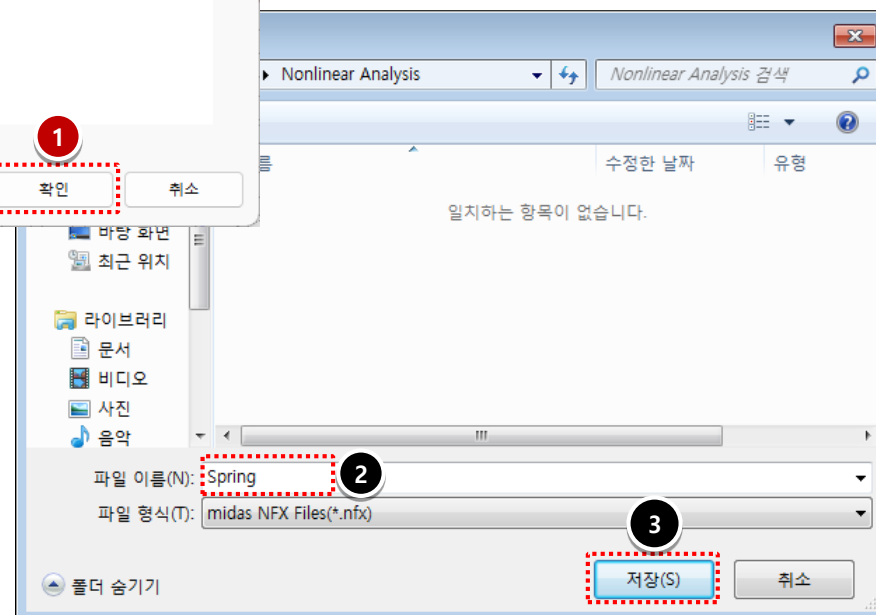 1
확인
취소
Nonlinear Analysis
Nonlinear Analysis 검색
름
수정한 날짜
유형
일치하는 항목이 없습니다.
바탕 화면
최근 위치
라이브러리
문서
비디오
사진
음악
파일 이름(N):
Spring
2
파일 형식(T):
midas NFX Files(*.nfx)
3
폴더 숨기기
저장(S)
취소